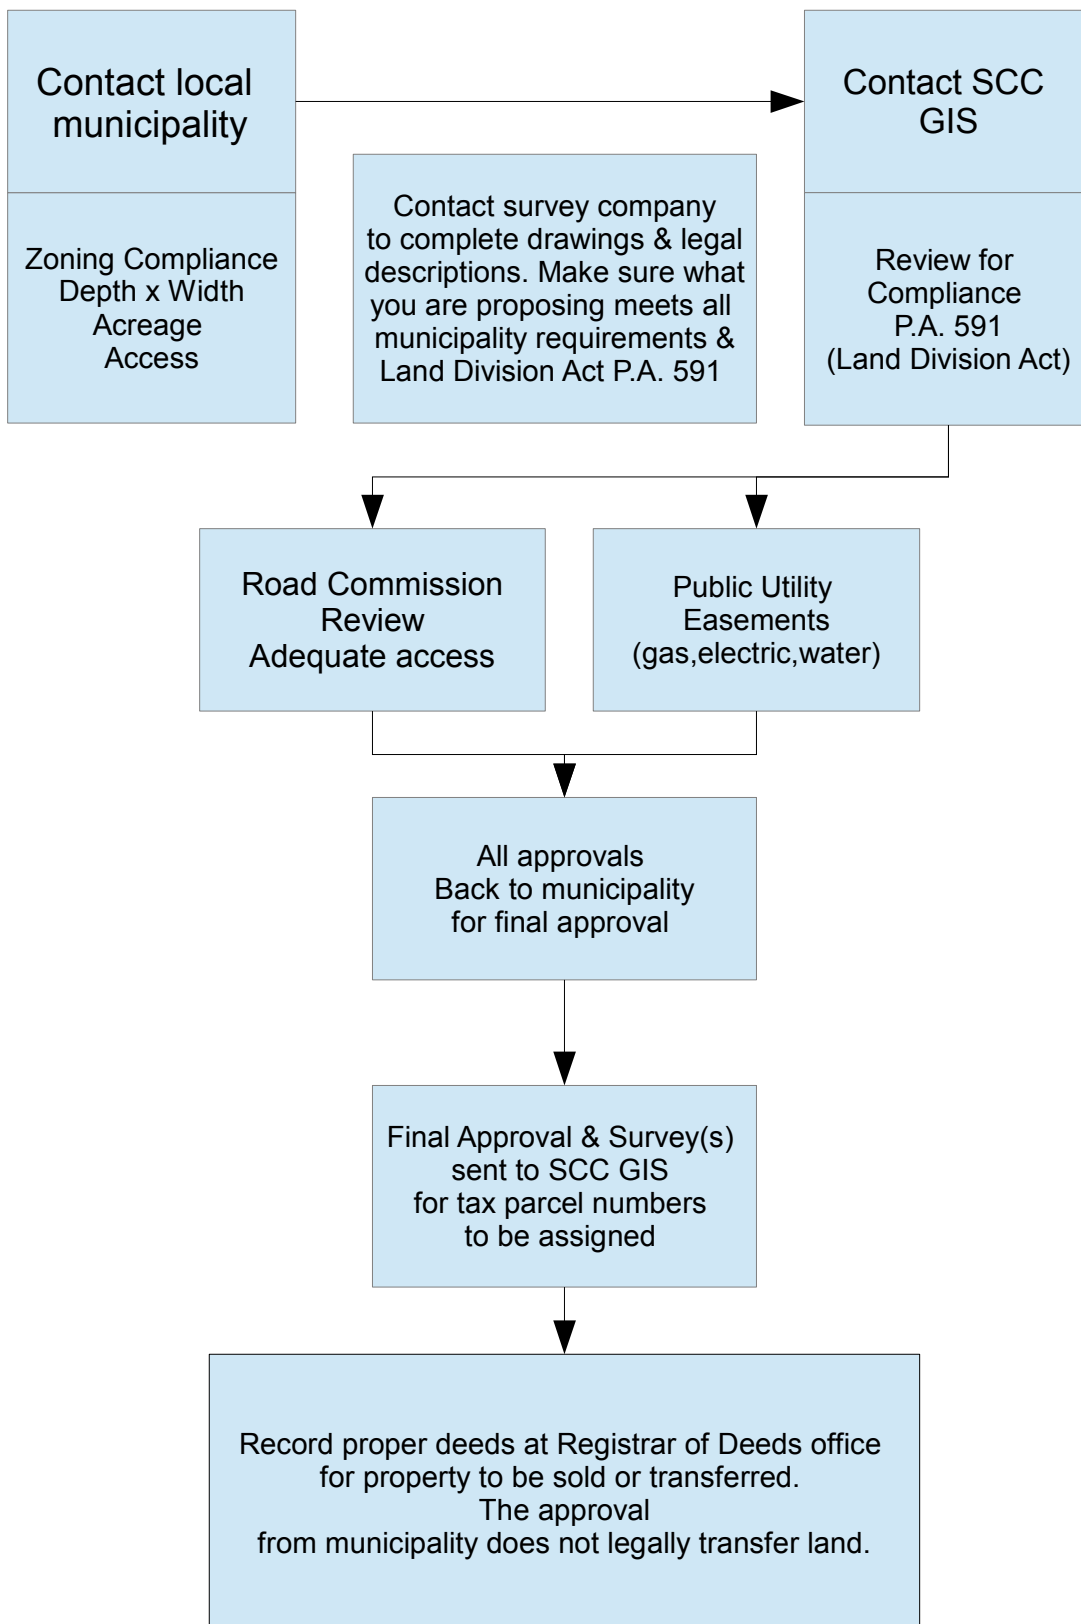 Contact local
municipality
Zoning Compliance
Depth x Width
Acreage
Access
Contact survey company
to complete drawings & legal
descriptions. Make sure what
you are proposing meets all
municipality requirements &
Land Division Act P.A. 591
Contact SCC
GIS
Review for
Compliance
P.A. 591
(Land Division Act)
Road Commission
Review
Adequate access
Public Utility
Easements
(gas,electric,water)
All approvals
Back to municipality
for final approval
Final Approval & Survey(s)
sent to SCC GIS
for tax parcel numbers
to be assigned
Record proper deeds at Registrar of Deeds office
for property to be sold or transferred.
The approval
from municipality does not legally transfer land.